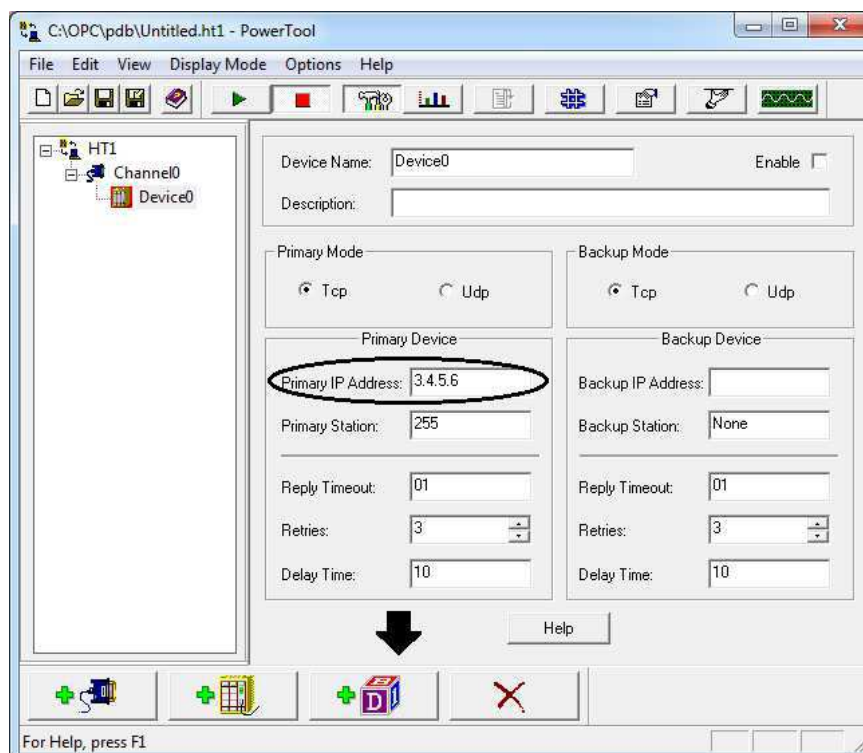 C:\OPC\pdb\Untitled.ht1 - PowerTool
File Edit View Display Mode Options Help
HT1
Channel0
Device0
Device Name: Device0 Enable
Description:
Primary Mode
Tcp Udp
Backup Mode
Tcp Udp
Primary Device
Primary IP Address: 3.4.5.6
Primary Station: 255
Reply Timeout: 01
Retries: 3
Delay Time: 10
Backup Device
Backup IP Address:
Backup Station: None
Reply Timeout: 01
Retries: 3
Delay Time: 10
Help
D
For Help, press F1